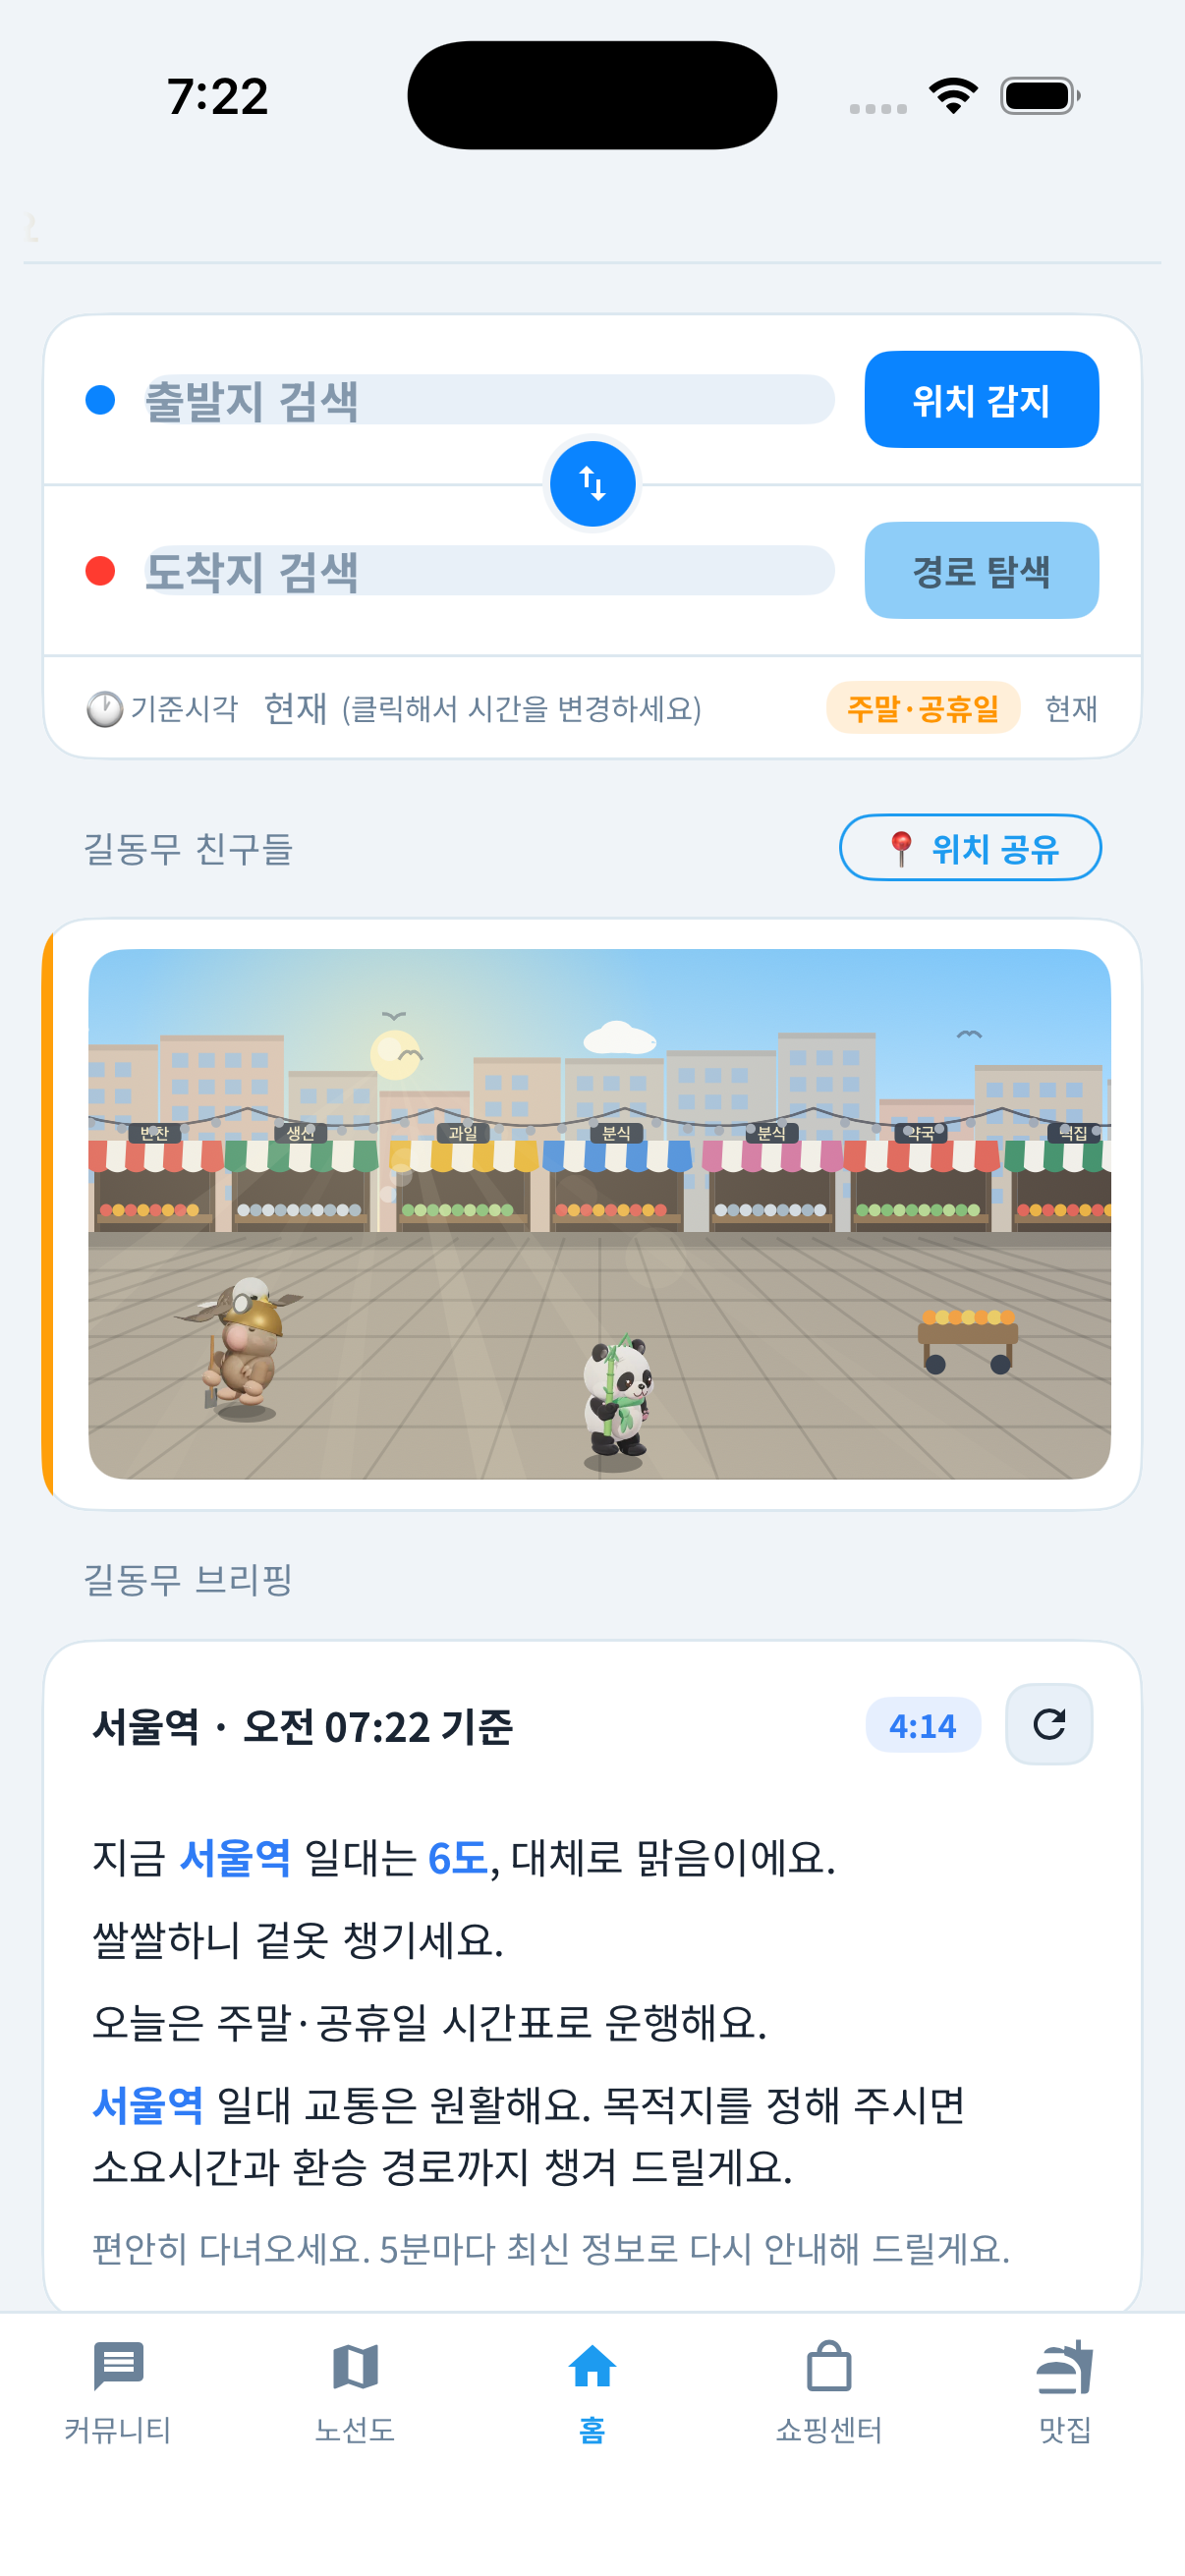 7:22
출발지 검색
위치 감지
도착지 검색
경로 탐색
기준시각 현재 (클릭해서 시간을 변경하세요) 주말·공휴일 현재
길동무 친구들
위치 공유
반찬 생선 과일 분식 분식 약국 떡집
길동무 브리핑
서울역 · 오전 07:22 기준
4:14
지금 서울역 일대는 6도, 대체로 맑음이에요.
쌀쌀하니 겉옷 챙기세요.
오늘은 주말·공휴일 시간표로 운행해요.
서울역 일대 교통은 원활해요. 목적지를 정해 주시면
소요시간과 환승 경로까지 챙겨 드릴게요.
편안히 다녀오세요. 5분마다 최신 정보로 다시 안내해 드릴게요.
커뮤니티 노선도 홈 쇼핑센터 맛집